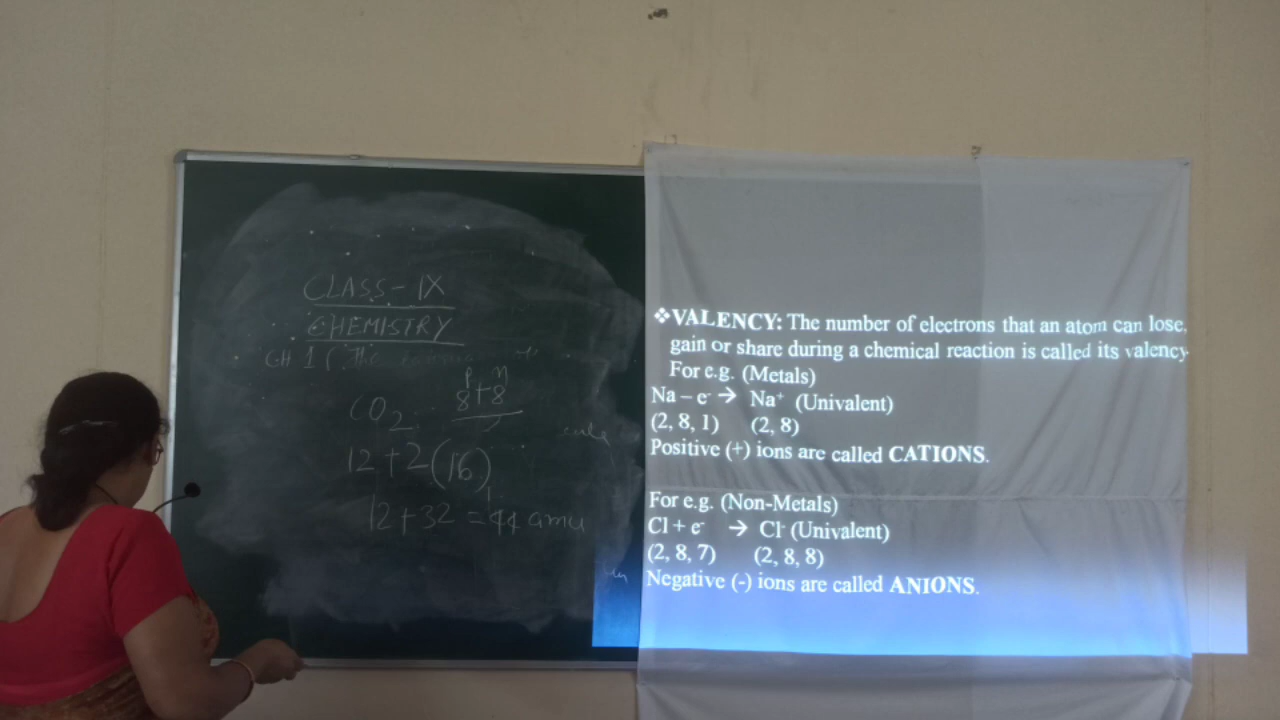 CLASS - IX
CHEMISTRY
CH 1 ( The
p n
8+8
CO2
12+2(16)
12+32 = 44 amu
❖VALENCY: The number of electrons that an atom can lose,
gain or share during a chemical reaction is called its valency
For e.g. (Metals)
Na – e⁻ → Na⁺ (Univalent)
(2, 8, 1) (2, 8)
Positive (+) ions are called CATIONS.
For e.g. (Non-Metals)
Cl + e⁻ → Cl⁻ (Univalent)
(2, 8, 7) (2, 8, 8)
Negative (-) ions are called ANIONS.